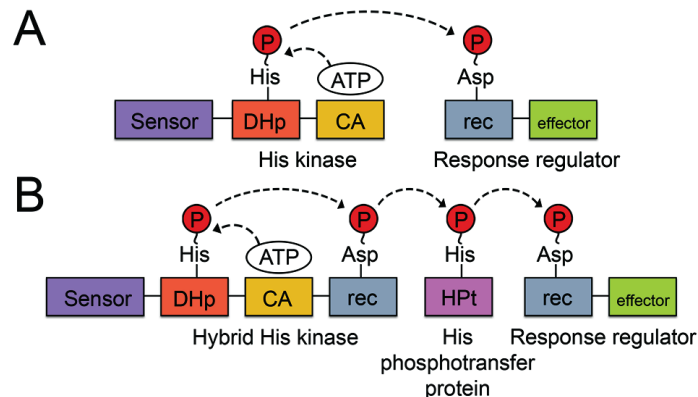 A
P
P
His
ATP
Asp
Sensor
DHp
CA
rec
effector
His kinase
Response regulator
B
P
P
P
P
His
ATP
Asp
His
Asp
Sensor
DHp
CA
rec
HPt
rec
effector
Hybrid His kinase
His
phosphotransfer
protein
Response regulator